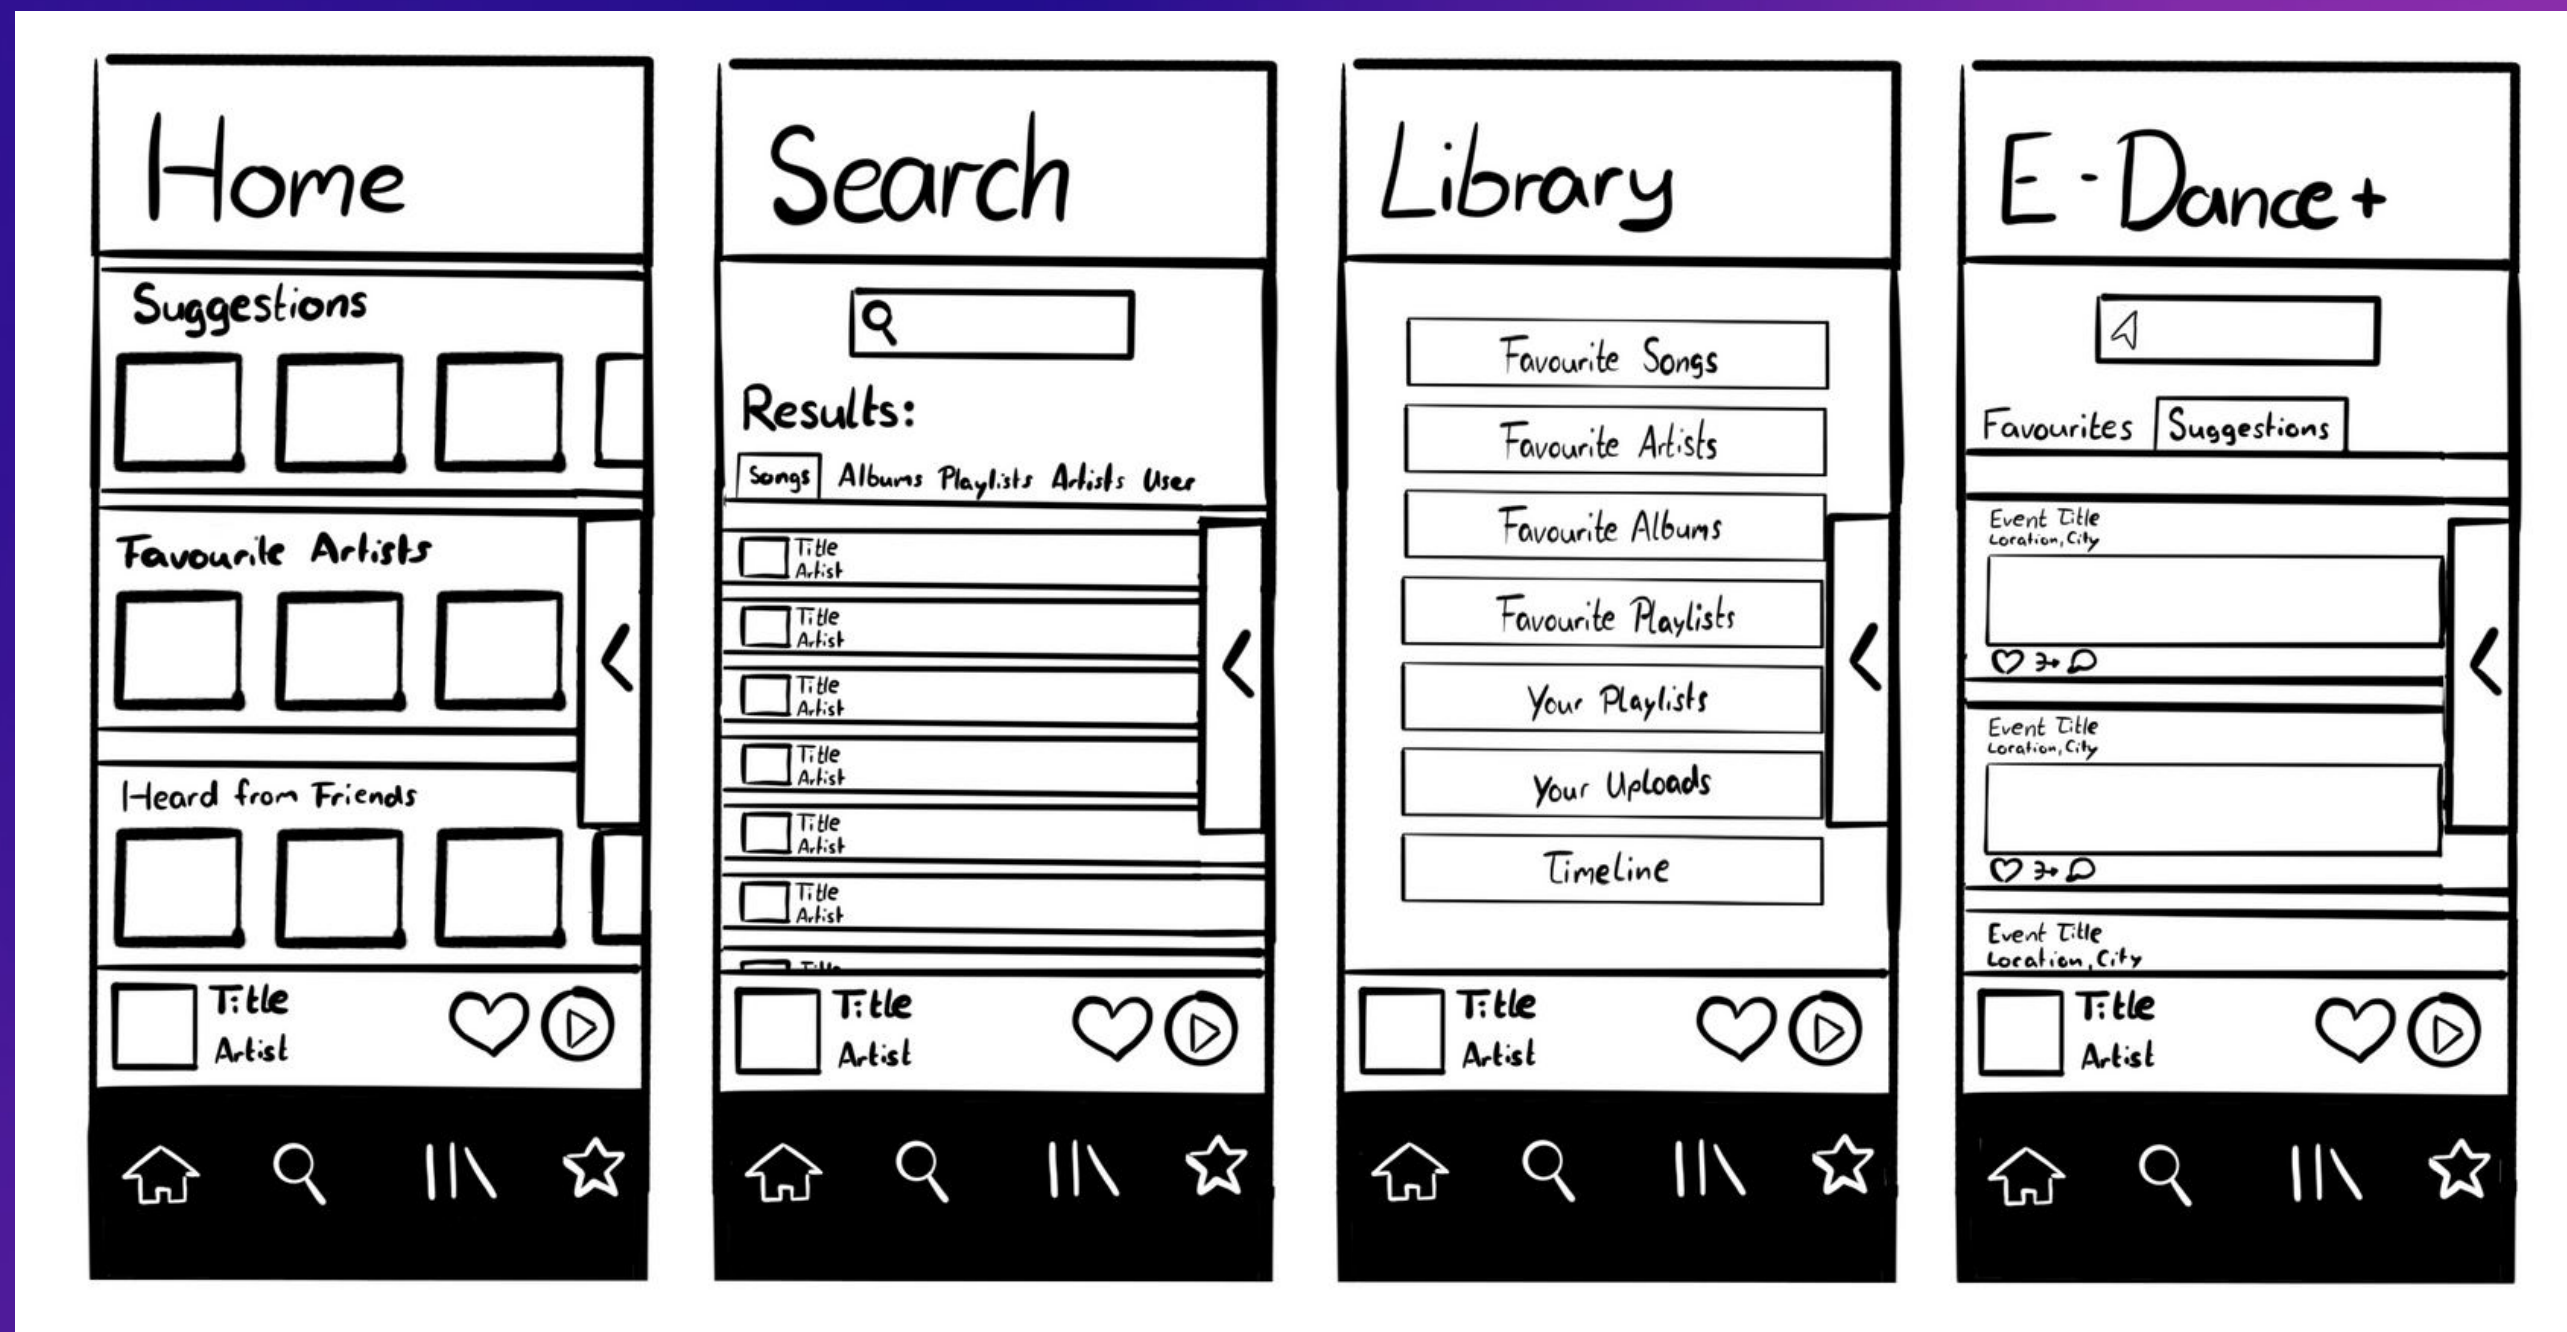 Home
Suggestions
Favourite Artists
Heard from Friends
Title
Artist
Search
Results:
Songs Albums Playlists Artists User
Title
Artist
Title
Artist
Title
Artist
Title
Artist
Title
Artist
Title
Artist
Title
Title
Artist
Library
Favourite Songs
Favourite Artists
Favourite Albums
Favourite Playlists
Your Playlists
Your Uploads
Timeline
Title
Artist
E-Dance+
Favourites Suggestions
Event Title
Location, City
Event Title
Location, City
Event Title
Location, City
Title
Artist